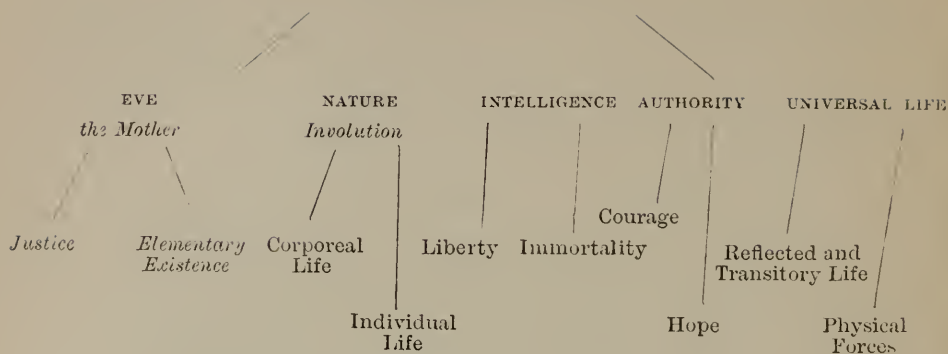 EVE NATURE INTELLIGENCE AUTHORITY UNIVERSAL LIFE
the Mother Involution
Courage
Justice Elementary Corporeal Liberty Immortality Reflected and
Existence Life Transitory Life
Individual Hope Physical
Life Forces